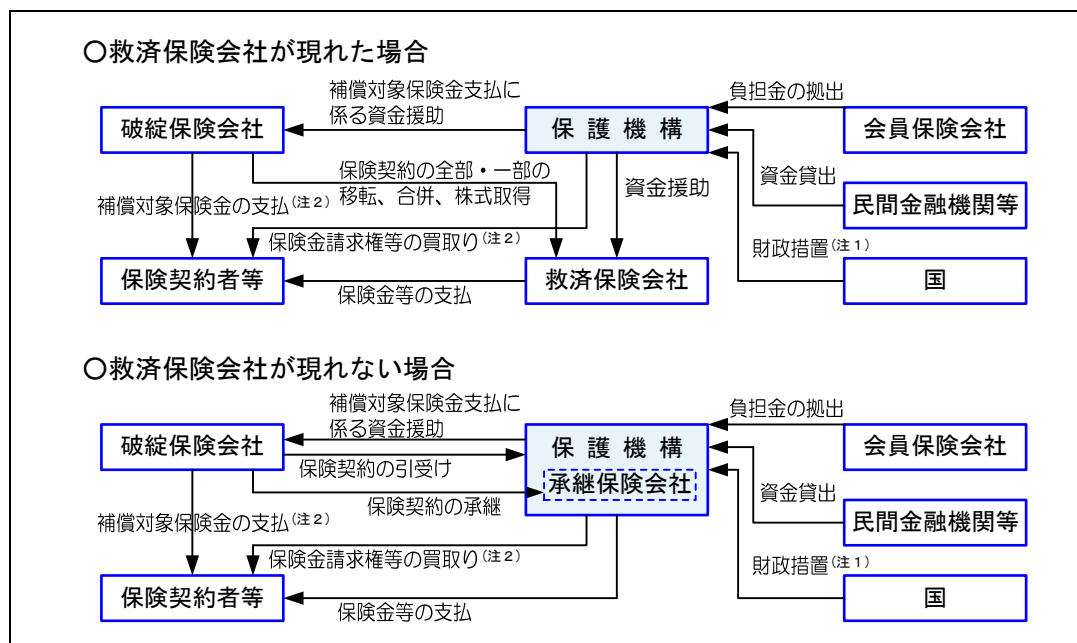 〇救済保険会社が現れた場合
補償対象保険金支払に
係る資金援助
負担金の拠出
破綻保険会社
保 護 機 構
会員保険会社
保険契約の全部・一部の
移転、合併、株式取得
資金援助
資金貸出
民間金融機関等
補償対象保険金の支払(注2)
保険金請求権等の買取り(注2)
財政措置(注1)
保険契約者等
救済保険会社
国
保険金等の支払
〇救済保険会社が現れない場合
補償対象保険金支払に
係る資金援助
負担金の拠出
破綻保険会社
保 護 機 構
会員保険会社
保険契約の引受け
承継保険会社
資金貸出
保険契約の承継
民間金融機関等
補償対象保険金の支払(注2)
保険金請求権等の買取り(注2)
財政措置(注1)
保険契約者等
保険金等の支払
国